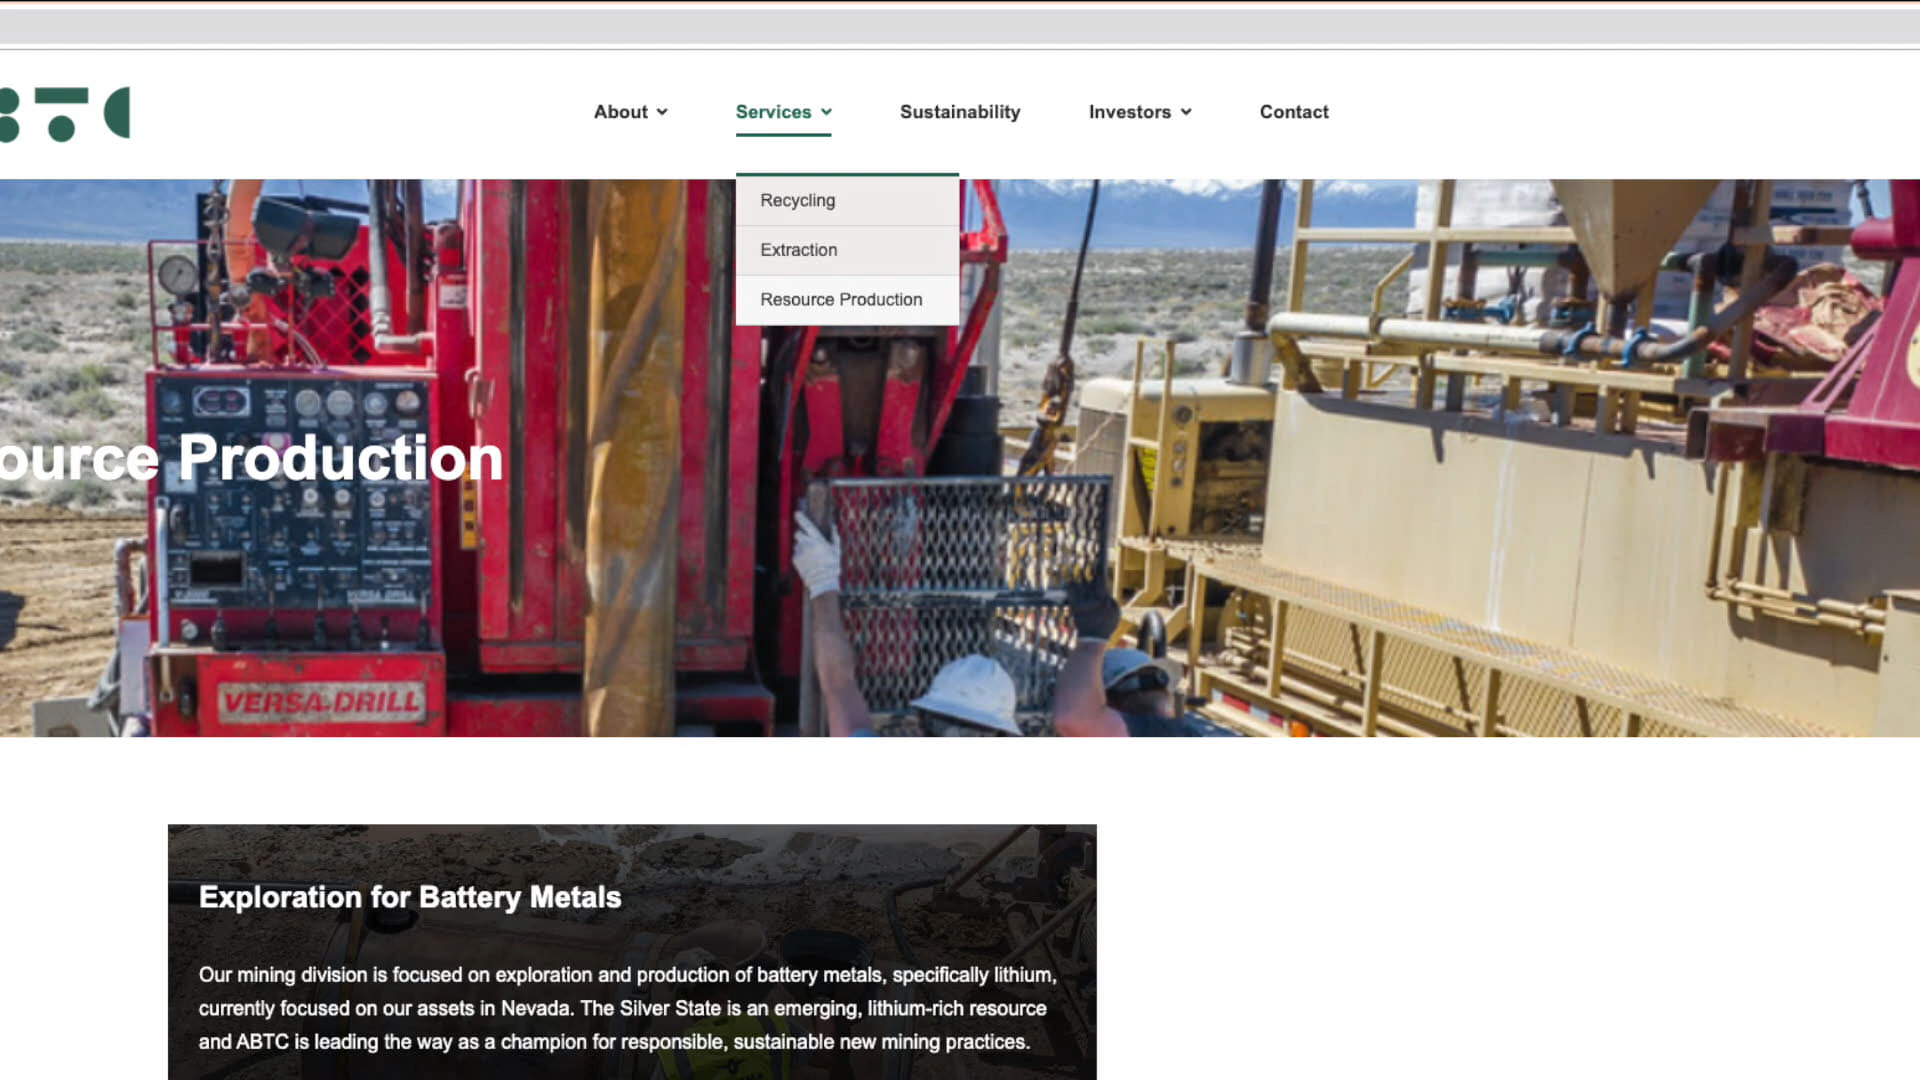 BTC
About
Services
Sustainability
Investors
Contact
Recycling
Extraction
Resource Production
ource Production
VERSA-DRILL
Exploration for Battery Metals
Our mining division is focused on exploration and production of battery metals, specifically lithium,
currently focused on our assets in Nevada. The Silver State is an emerging, lithium-rich resource
and ABTC is leading the way as a champion for responsible, sustainable new mining practices.